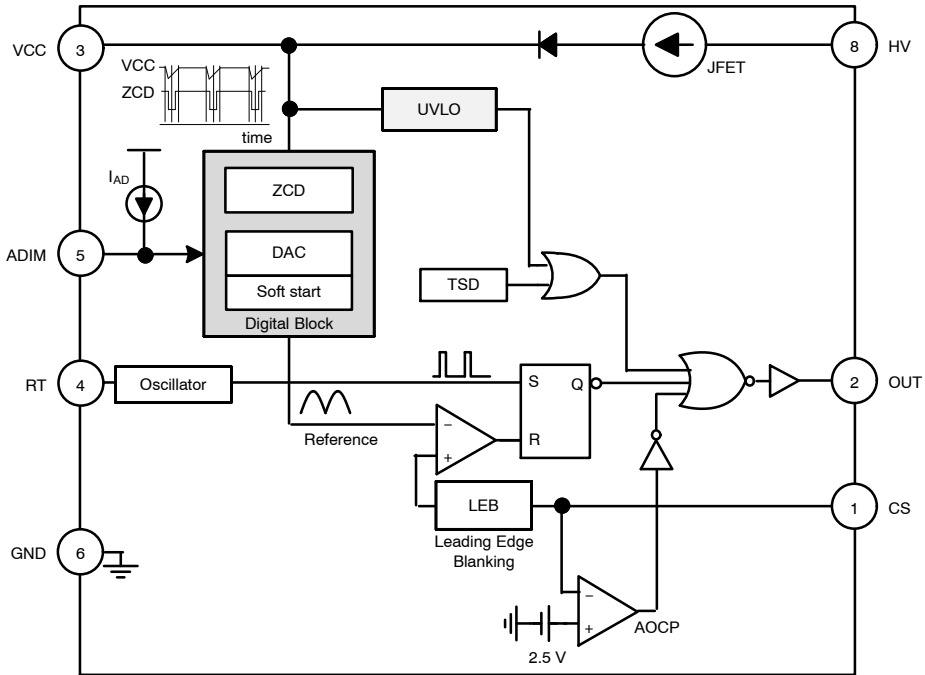 VCC
3
8
HV
JFET
VCC
ZCD
time
UVLO
IAD
ZCD
ADIM
5
DAC
Soft start
Digital Block
TSD
RT
4
Oscillator
S
Q
2
OUT
Reference
−
+
R
LEB
1
CS
Leading Edge
Blanking
GND
6
−
+
AOCP
2.5 V